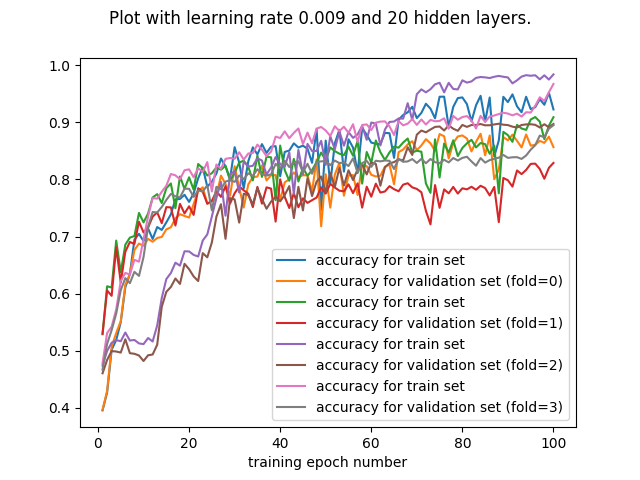 Plot with learning rate 0.009 and 20 hidden layers.
1.0
0.9
0.8
0.7
0.6
0.5
0.4
accuracy for train set
accuracy for validation set (fold=0)
accuracy for train set
accuracy for validation set (fold=1)
accuracy for train set
accuracy for validation set (fold=2)
accuracy for train set
accuracy for validation set (fold=3)
0 20 40 60 80 100
training epoch number